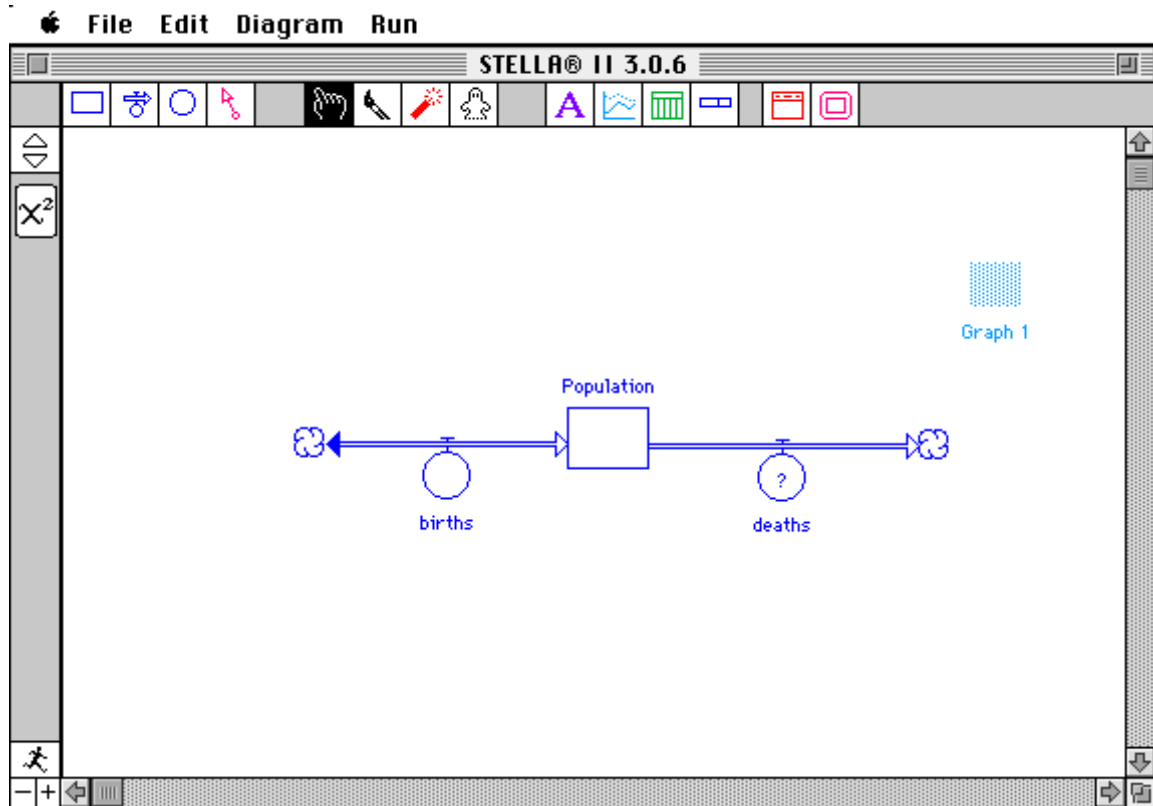 File Edit Diagram Run
STELLA® II 3.0.6
A
X²
Graph 1
Population
?
births
deaths